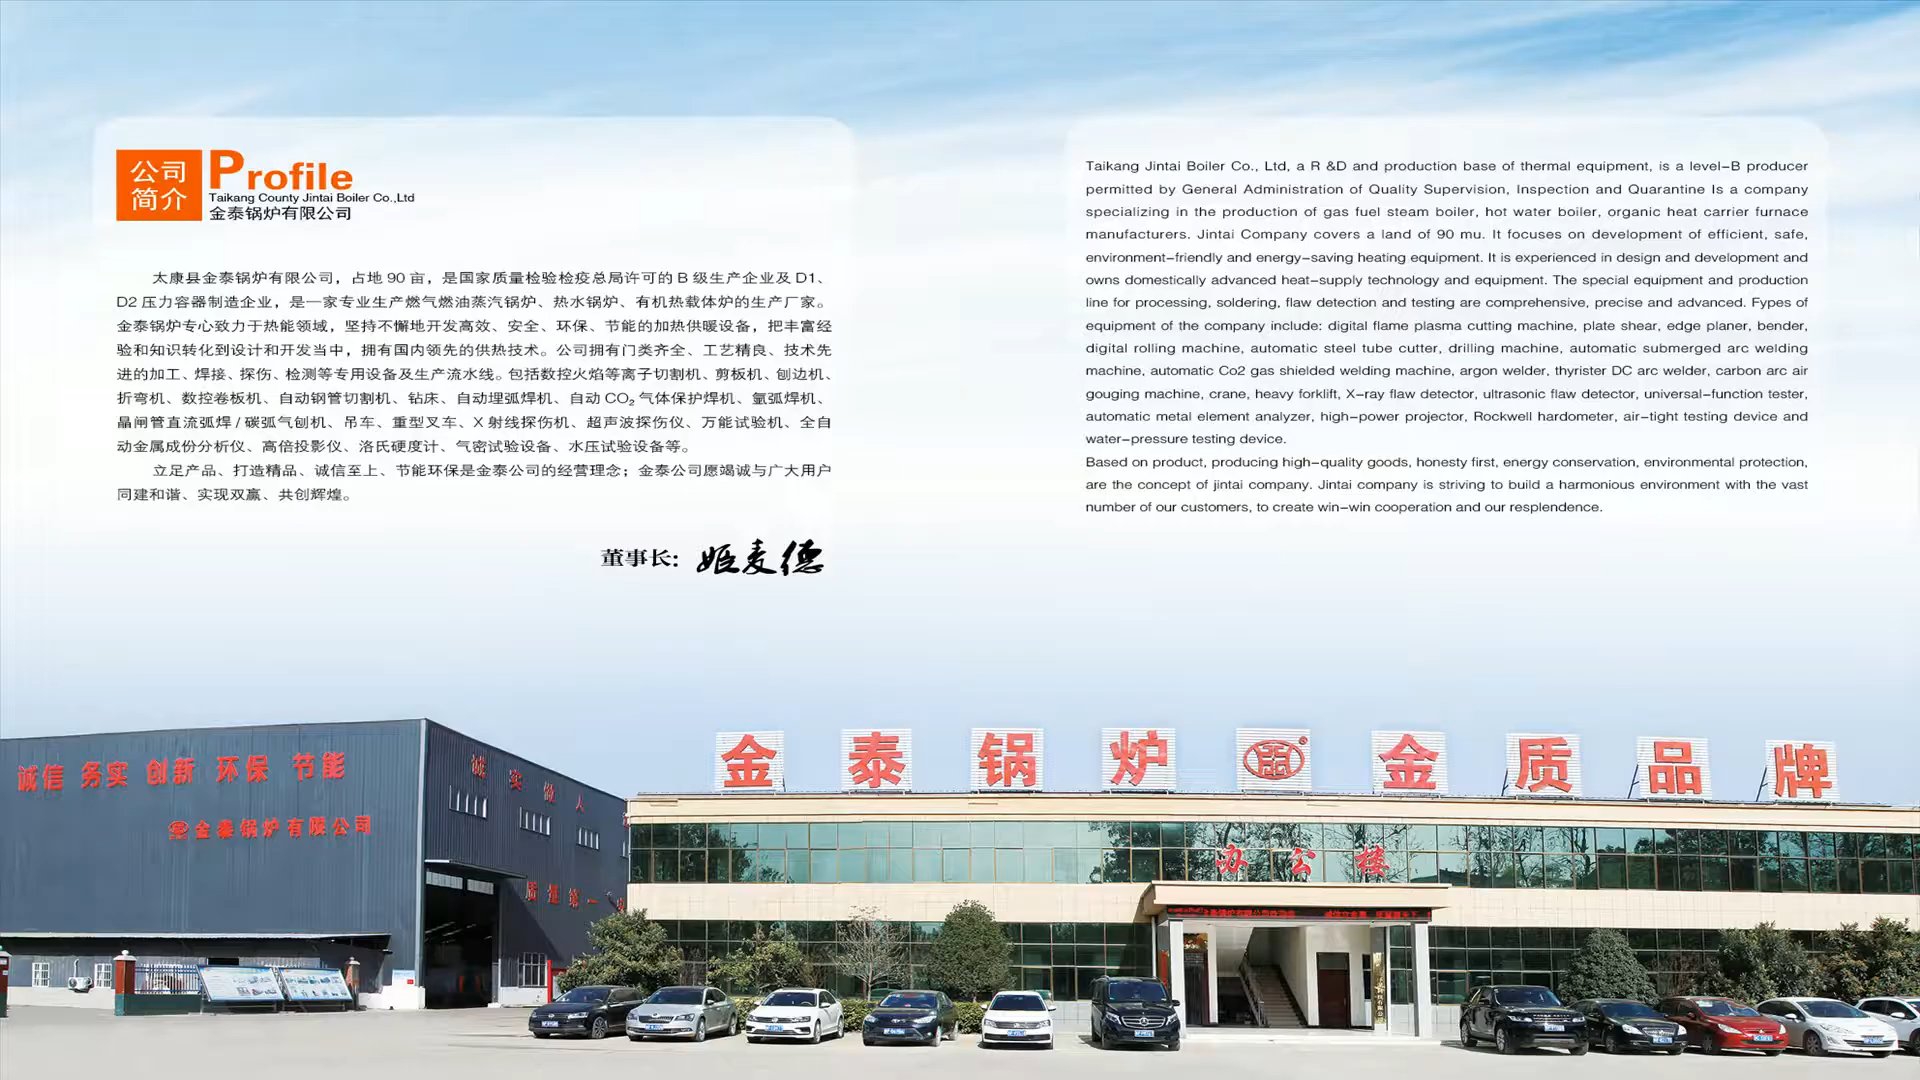 公司
简介
Profile
Taikang County Jintai Boiler Co.,Ltd
金泰锅炉有限公司
太康县金泰锅炉有限公司，占地 90 亩，是国家质量检验检疫总局许可的 B 级生产企业及 D1、
D2 压力容器制造企业，是一家专业生产燃气燃油蒸汽锅炉、热水锅炉、有机热载体炉的生产厂家。
金泰锅炉专心致力于热能领域，坚持不懈地开发高效、安全、环保、节能的加热供暖设备，把丰富经
验和知识转化到设计和开发当中，拥有国内领先的供热技术。公司拥有门类齐全、工艺精良、技术先
进的加工、焊接、探伤、检测等专用设备及生产流水线。包括数控火焰等离子切割机、剪板机、刨边机、
折弯机、数控卷板机、自动钢管切割机、钻床、自动埋弧焊机、自动 CO₂ 气体保护焊机、氩弧焊机、
晶闸管直流弧焊 / 碳弧气刨机、吊车、重型叉车、X 射线探伤机、超声波探伤仪、万能试验机、全自
动金属成份分析仪、高倍投影仪、洛氏硬度计、气密试验设备、水压试验设备等。
立足产品、打造精品、诚信至上、节能环保是金泰公司的经营理念；金泰公司愿竭诚与广大用户
同建和谐、实现双赢、共创辉煌。
董事长：姬麦德
Taikang Jintai Boiler Co., Ltd, a R &D and production base of thermal equipment, is a level-B producer
permitted by General Administration of Quality Supervision, Inspection and Quarantine Is a company
specializing in the production of gas fuel steam boiler, hot water boiler, organic heat carrier furnace
manufacturers. Jintai Company covers a land of 90 mu. It focuses on development of efficient, safe,
environment-friendly and energy-saving heating equipment. It is experienced in design and development and
owns domestically advanced heat-supply technology and equipment. The special equipment and production
line for processing, soldering, flaw detection and testing are comprehensive, precise and advanced. Fypes of
equipment of the company include: digital flame plasma cutting machine, plate shear, edge planer, bender,
digital rolling machine, automatic steel tube cutter, drilling machine, automatic submerged arc welding
machine, automatic Co2 gas shielded welding machine, argon welder, thyrister DC arc welder, carbon arc air
gouging machine, crane, heavy forklift, X-ray flaw detector, ultrasonic flaw detector, universal-function tester,
automatic metal element analyzer, high-power projector, Rockwell hardometer, air-tight testing device and
water-pressure testing device.
Based on product, producing high-quality goods, honesty first, energy conservation, environmental protection,
are the concept of jintai company. Jintai company is striving to build a harmonious environment with the vast
number of our customers, to create win-win cooperation and our resplendence.
诚信 务实 创新 环保 节能
金泰锅炉有限公司
诚实做人
质量第一
金泰锅炉 金质品牌
办公楼